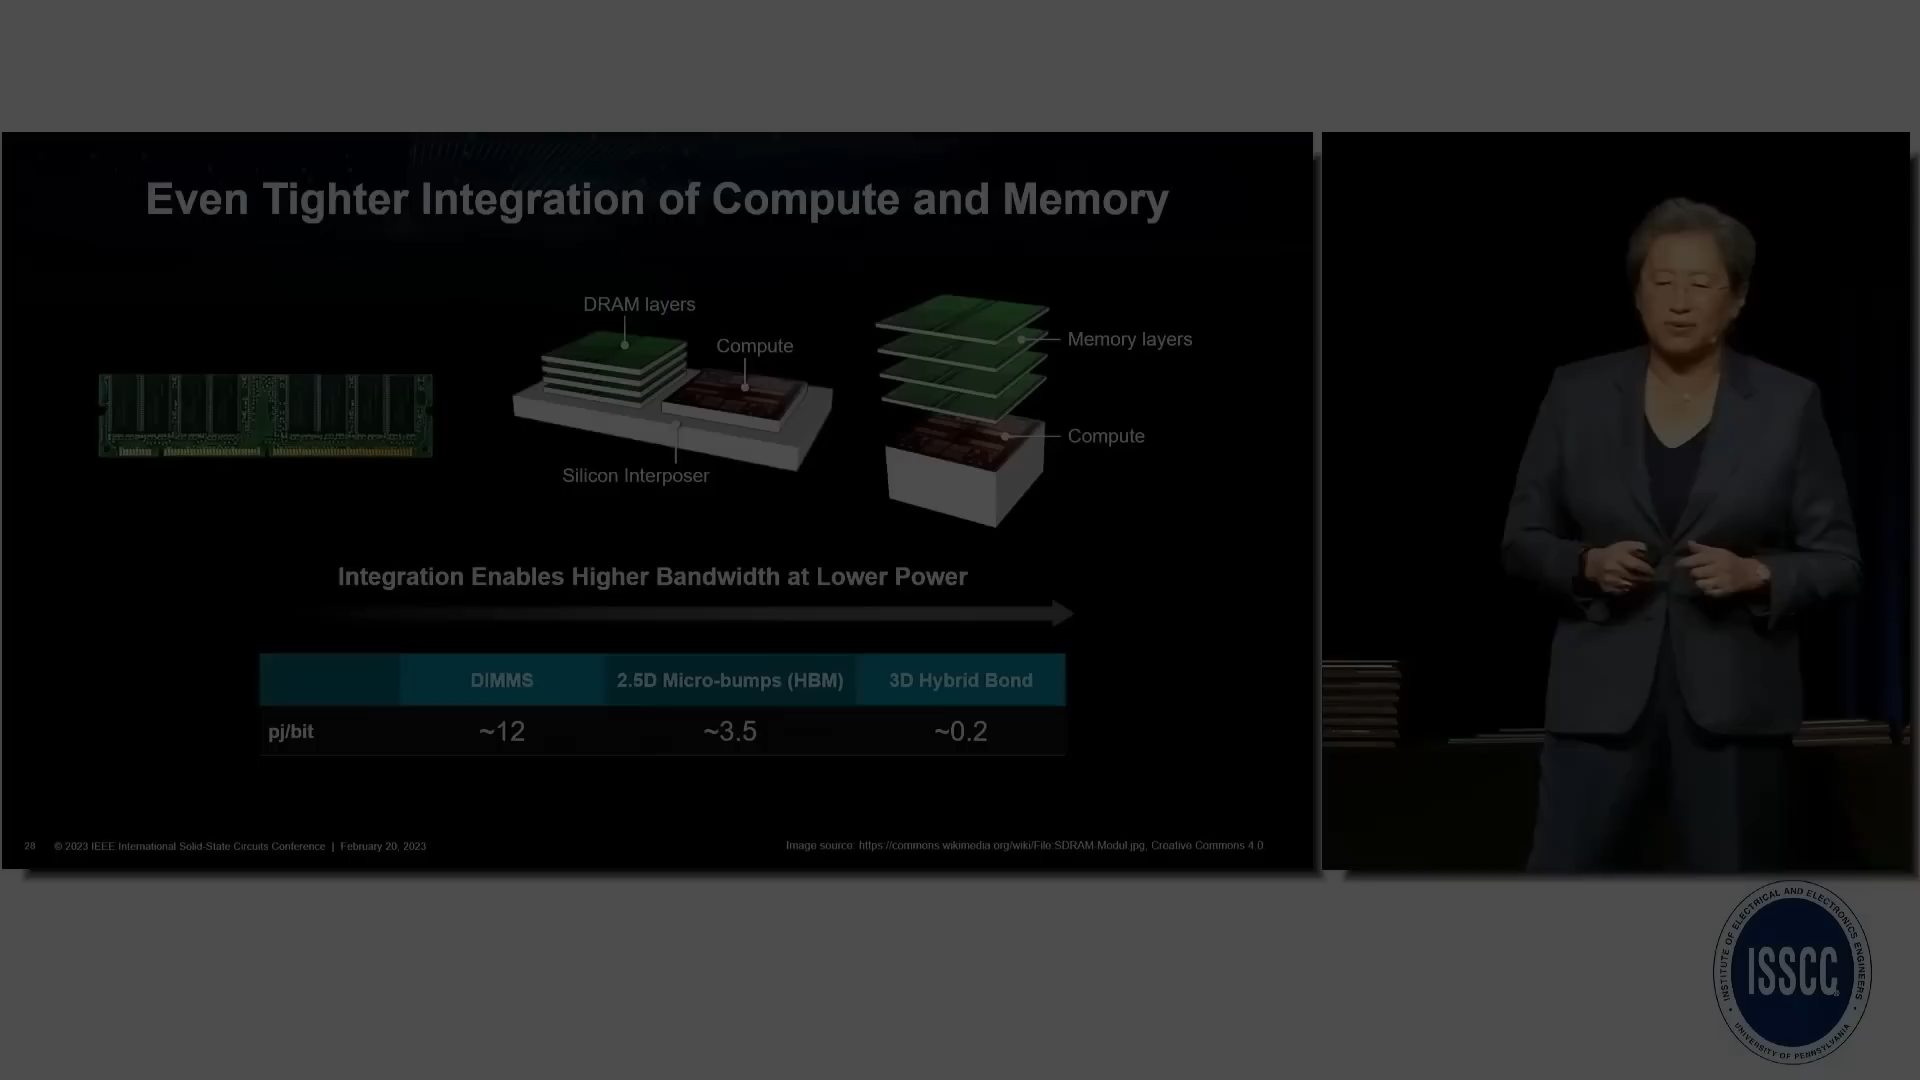 Even Tighter Integration of Compute and Memory
DRAM layers
Compute
Silicon Interposer
Memory layers
Compute
Integration Enables Higher Bandwidth at Lower Power
DIMMS 2.5D Micro-bumps (HBM) 3D Hybrid Bond
pj/bit ~12 ~3.5 ~0.2
28 © 2023 IEEE International Solid-State Circuits Conference | February 20, 2023
Image source: https://commons.wikimedia.org/wiki/File:SDRAM-Modul.jpg, Creative Commons 4.0
INSTITUTE OF ELECTRICAL AND ELECTRONICS ENGINEERS
ISSCC®
UNIVERSITY OF PENNSYLVANIA